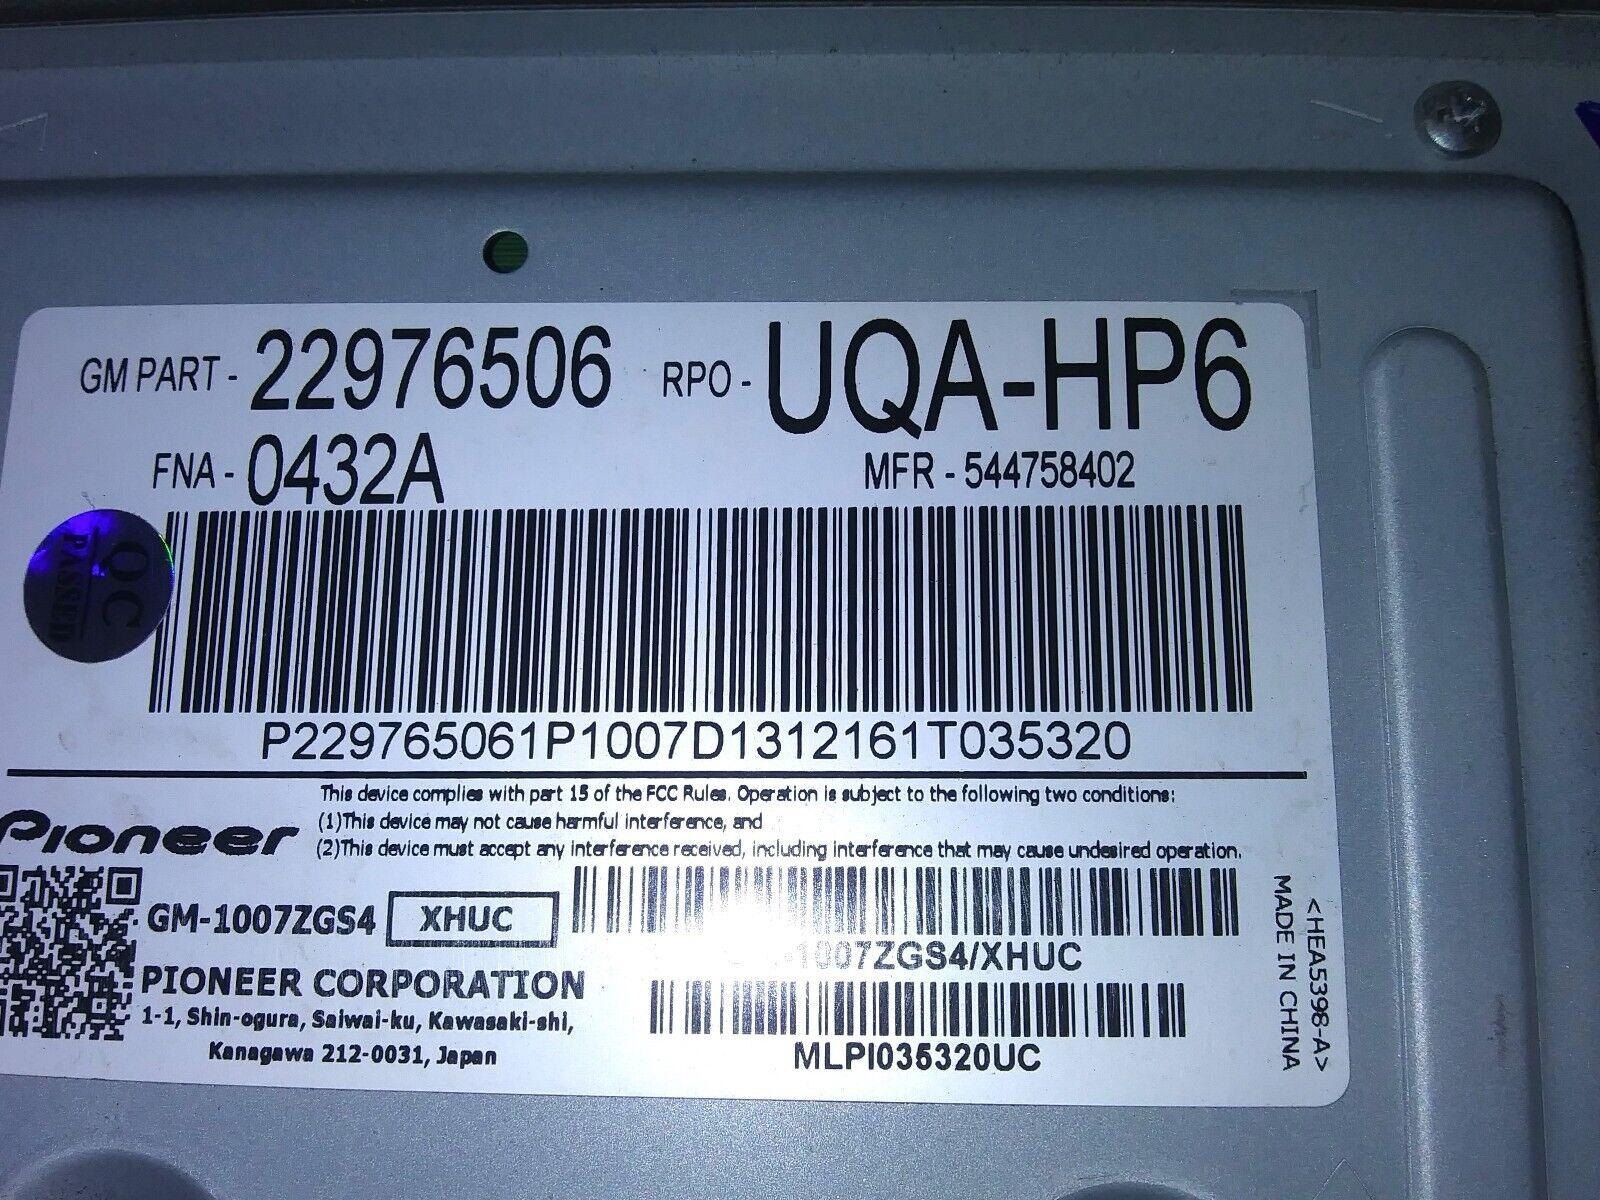 GM PART - 22976506 RPO - UQA-HP6
FNA - 0432A MFR - 544758402
QC
PASSED
P229765061P1007D1312161T035320
This device complies with part 15 of the FCC Rules. Operation is subject to the following two conditions:
(1)This device may not cause harmful interference, and
(2)This device must accept any interference received, including interference that may cause undesired operation.
Pioneer
GM-1007ZGS4 XHUC
1007ZGS4/XHUC
PIONEER CORPORATION
1-1, Shin-ogura, Saiwai-ku, Kawasaki-shi,
Kanagawa 212-0031, Japan
MLPI035320UC
<HEA5398-A>
MADE IN CHINA